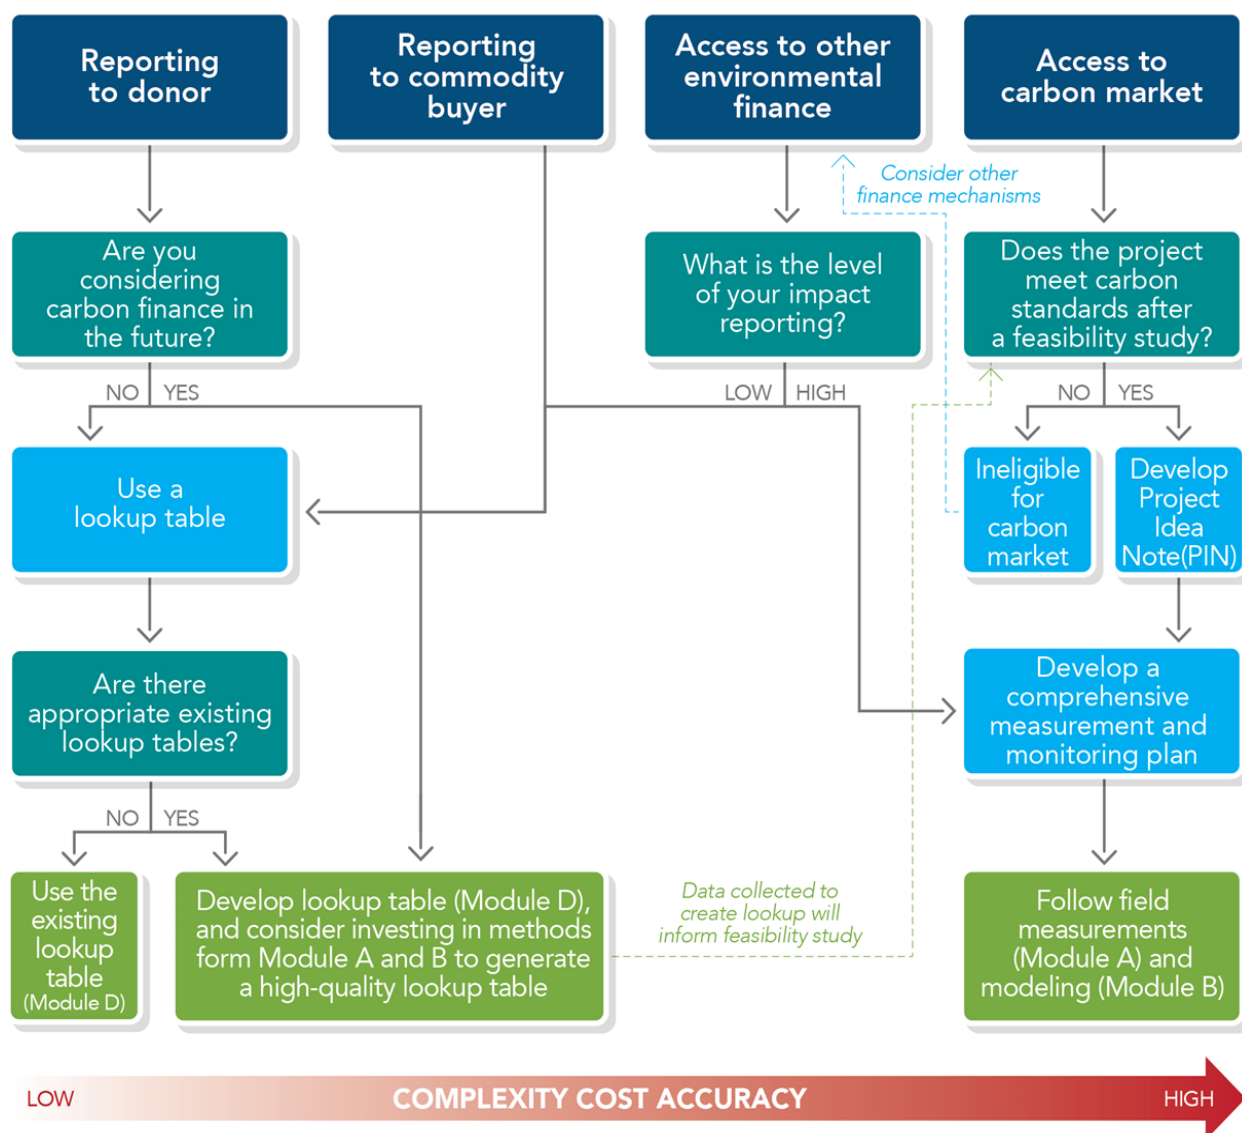 Reporting
to donor
Reporting
to commodity
buyer
Access to other
environmental
finance
Access to
carbon market
Consider other
finance mechanisms
Are you
considering
carbon finance in
the future?
What is the level
of your impact
reporting?
Does the project
meet carbon
standards after
a feasibility study?
NO YES
LOW HIGH
NO YES
Use a
lookup table
Ineligible
for
carbon
market
Develop
Project
Idea
Note(PIN)
Are there
appropriate existing
lookup tables?
Develop a
comprehensive
measurement and
monitoring plan
NO YES
Use the
existing
lookup
table
(Module D)
Develop lookup table (Module D),
and consider investing in methods
form Module A and B to generate
a high-quality lookup table
Data collected to
create lookup will
inform feasibility study
Follow field
measurements
(Module A) and
modeling (Module B)
LOW COMPLEXITY COST ACCURACY HIGH